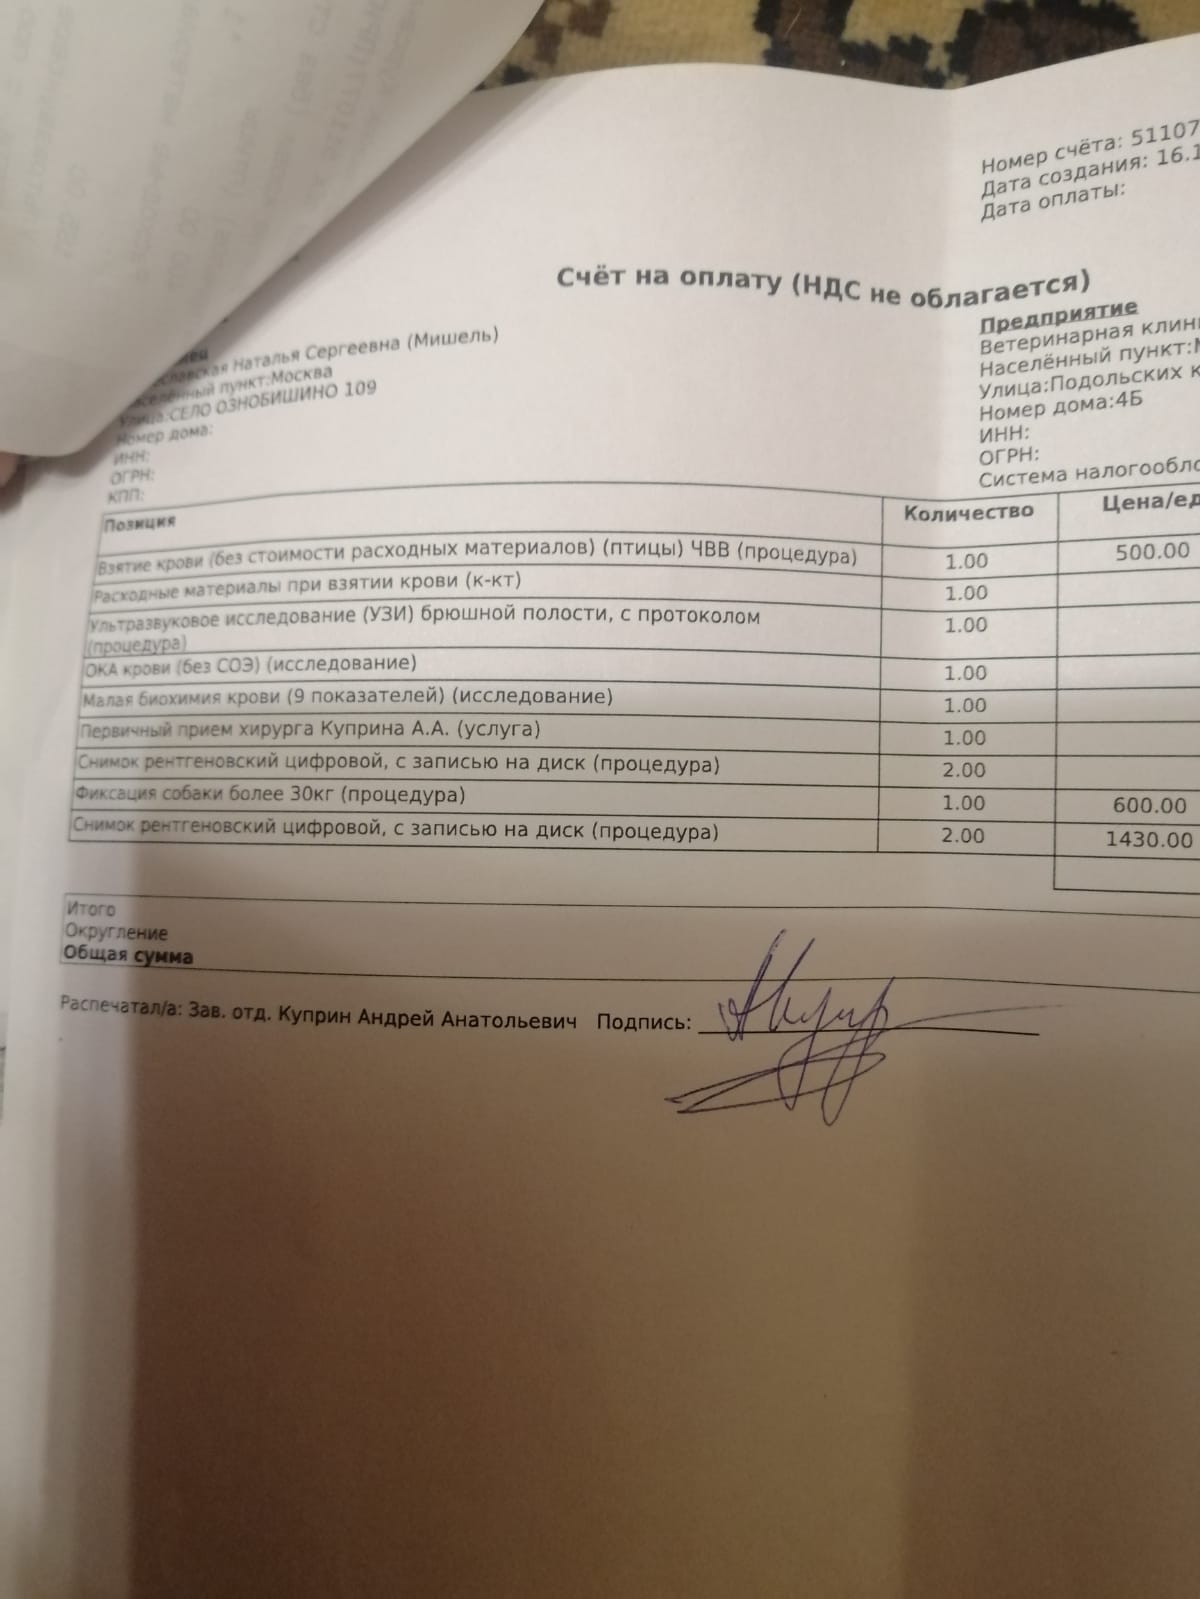 Номер счёта: 51107
Дата создания: 16.1
Дата оплаты:
Счёт на оплату (НДС не облагается)
Наталья Сергеевна (Мишель)
Населённый пункт:Москва
Улица:СЕЛО ОЗНОБИШИНО 109
Номер дома:
ИНН:
ОГРН:
КПП:
Предприятие
Ветеринарная клин
Населённый пункт:М
Улица:Подольских к
Номер дома:4Б
ИНН:
ОГРН:
Система налогообло
Позиция Количество Цена/ед
Взятие крови (без стоимости расходных материалов) (птицы) ЧВВ (процедура) 1.00 500.00
Расходные материалы при взятии крови (к-кт) 1.00
Ультразвуковое исследование (УЗИ) брюшной полости, с протоколом 1.00
(процедура)
ОКА крови (без СОЭ) (исследование) 1.00
Малая биохимия крови (9 показателей) (исследование) 1.00
Первичный прием хирурга Куприна А.А. (услуга) 1.00
Снимок рентгеновский цифровой, с записью на диск (процедура) 2.00
Фиксация собаки более 30кг (процедура) 1.00 600.00
Снимок рентгеновский цифровой, с записью на диск (процедура) 2.00 1430.00
Итого
Округление
Общая сумма
Распечатал/а: Зав. отд. Куприн Андрей Анатольевич Подпись: